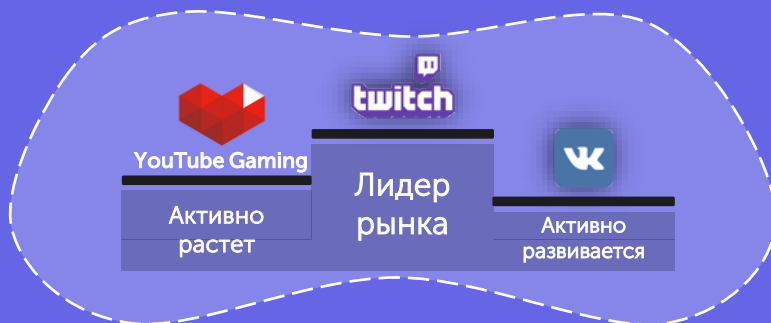 twitch
YouTube Gaming
Лидер
рынка
Активно
растет
Активно
развивается